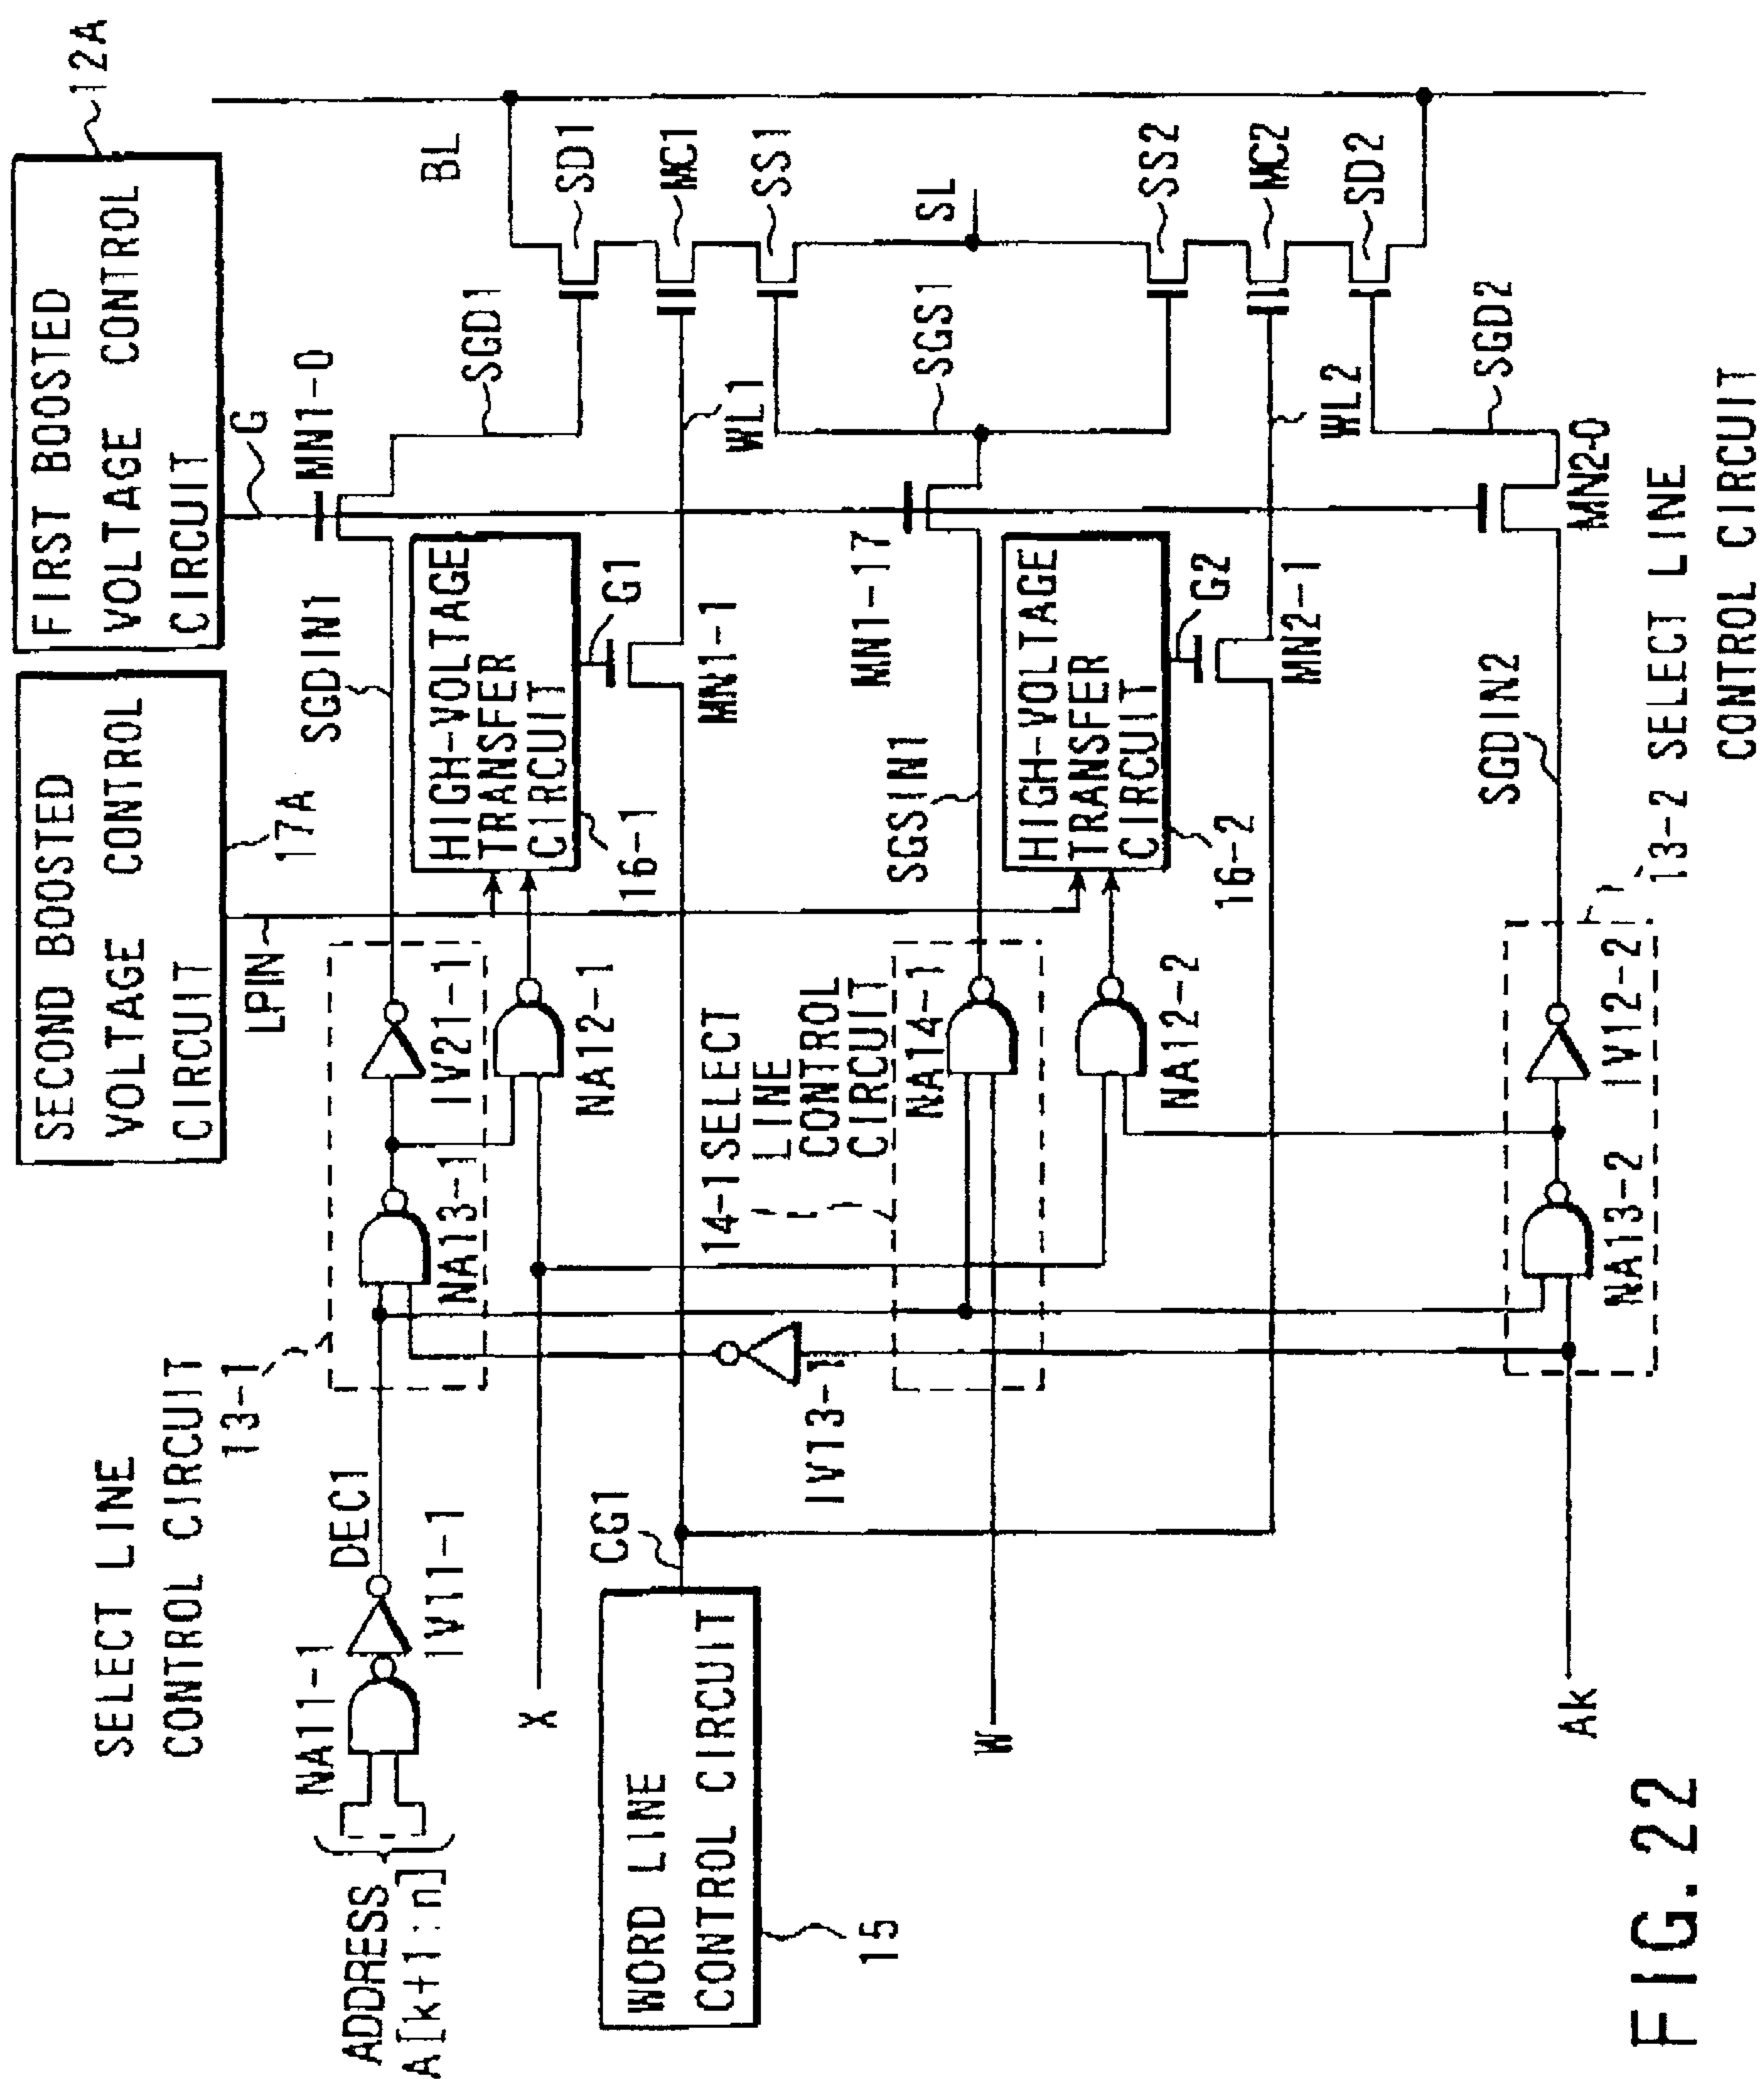 SECOND BOOSTED
VOLTAGE CONTROL
CIRCUIT
17A
FIRST BOOSTED
VOLTAGE CONTROL
CIRCUIT
12A
LPIN
G
SELECT LINE
CONTROL CIRCUIT
13-1
ADDRESS
A[k+1:n]
NA11-1
IV11-1
DEC1
NA13-1
IV21-1
SGDIN1
MN1-0
SGD1
BL
SD1
X
NA12-1
HIGH-VOLTAGE
TRANSFER
CIRCUIT
16-1
G1
MN1-1
WL1
MC1
WORD LINE
CONTROL CIRCUIT
15
CG1
IV13-1
14-1 SELECT
LINE
CONTROL
CIRCUIT
NA14-1
SGSIN1
MN1-17
SGS1
SS1
SL
W
NA12-2
HIGH-VOLTAGE
TRANSFER
CIRCUIT
16-2
G2
MN2-1
WL2
SS2
MC2
SD2
Ak
NA13-2
IV12-2
SGDIN2
MN2-0
SGD2
13-2 SELECT LINE
CONTROL CIRCUIT
FIG. 22